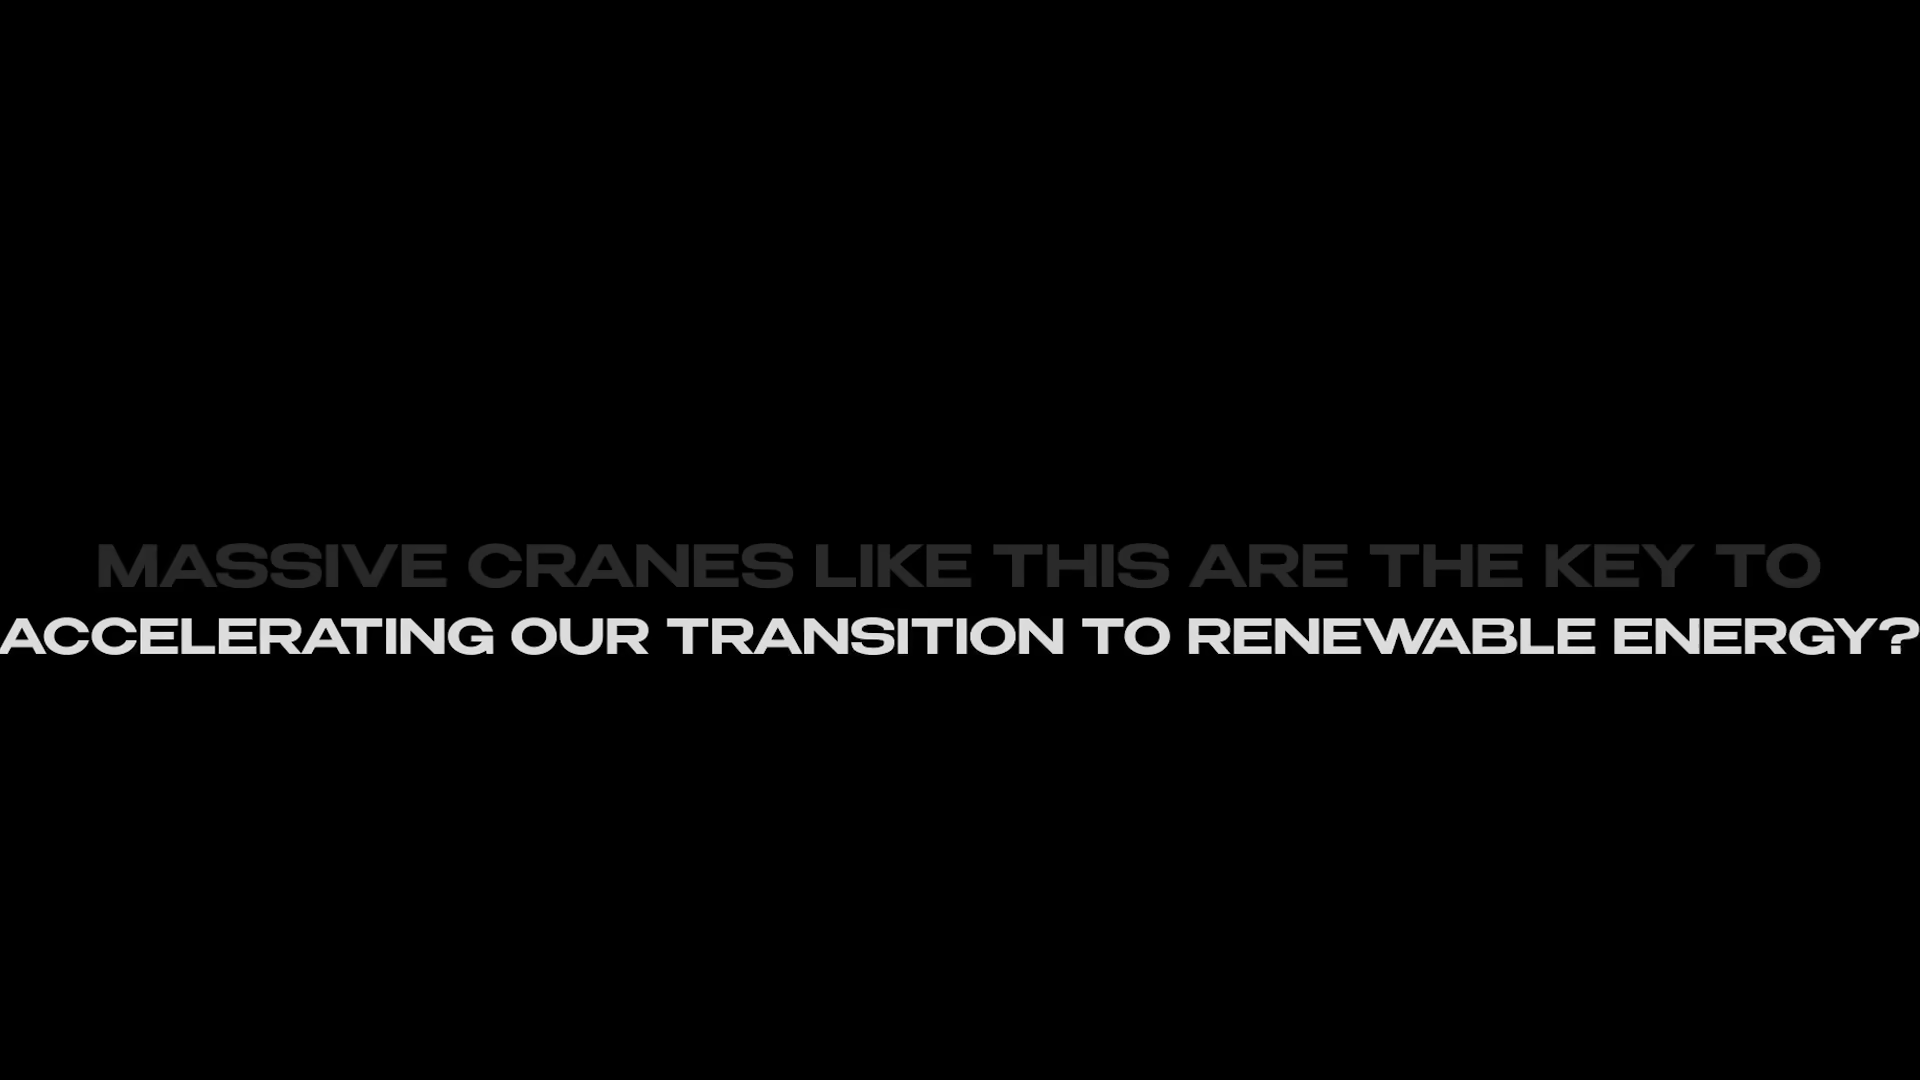 MASSIVE CRANES LIKE THIS ARE THE KEY TO
ACCELERATING OUR TRANSITION TO RENEWABLE ENERGY?